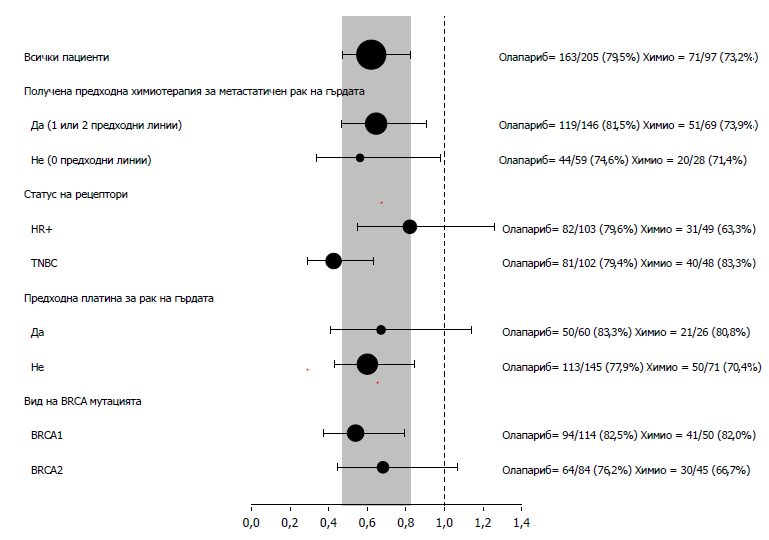 Всички пациенти Олапариб= 163/205 (79,5%) Химио = 71/97 (73,2%)
Получена предходна химиотерапия за метастатичен рак на гърдата
Да (1 или 2 предходни линии) Олапариб= 119/146 (81,5%) Химио = 51/69 (73,9%)
Не (0 предходни линии) Олапариб= 44/59 (74,6%) Химио = 20/28 (71,4%)
Статус на рецептори
HR+ Олапариб= 82/103 (79,6%) Химио = 31/49 (63,3%)
TNBC Олапариб= 81/102 (79,4%) Химио = 40/48 (83,3%)
Предходна платина за рак на гърдата
Да Олапариб= 50/60 (83,3%) Химио = 21/26 (80,8%)
Не Олапариб= 113/145 (77,9%) Химио = 50/71 (70,4%)
Вид на BRCA мутацията
BRCA1 Олапариб= 94/114 (82,5%) Химио = 41/50 (82,0%)
BRCA2 Олапариб= 64/84 (76,2%) Химио = 30/45 (66,7%)
0,0 0,2 0,4 0,6 0,8 1,0 1,2 1,4